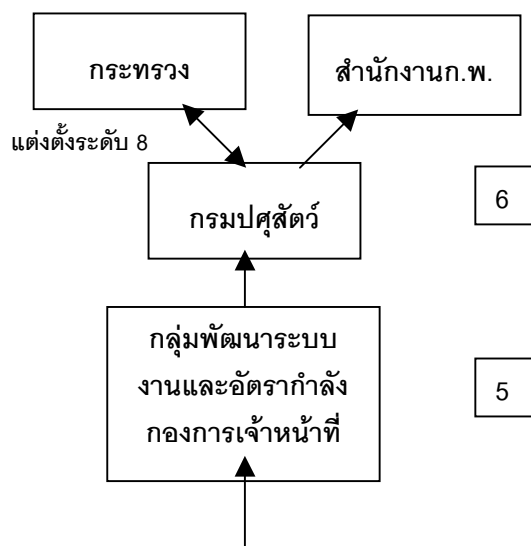 กระทรวง
สำนักงานก.พ.
แต่งตั้งระดับ 8
กรมปศุสัตว์
6
กลุ่มพัฒนาระบบ
งานและอัตรากำลัง
กองการเจ้าหน้าที่
5